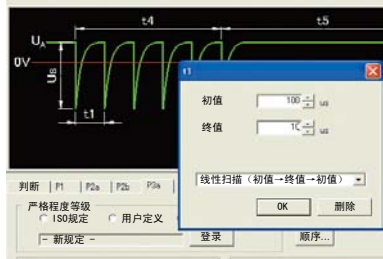 t4
t5
UA
0V
Us
t1
t1
初值
100
us
终值
us
线性扫描（初值→终值→初值）
OK
删除
判断
P1
P2a
P2b
P3a
严格程度等级
ISO规定
用户定义
- 新规定 -
登录
顺序...